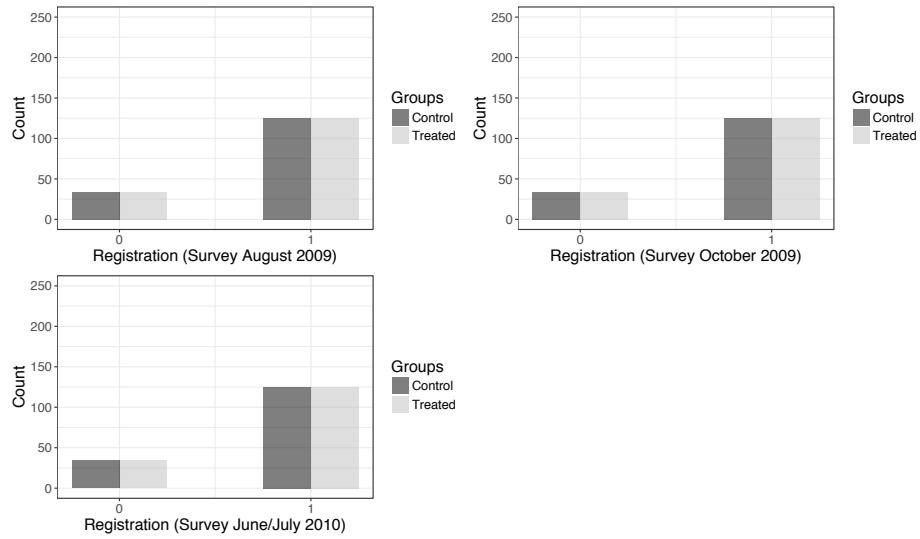 250
200
150
100
50
0
Count
0 1
Registration (Survey August 2009)
Groups
Control
Treated
250
200
150
100
50
0
Count
0 1
Registration (Survey October 2009)
Groups
Control
Treated
250
200
150
100
50
0
Count
0 1
Registration (Survey June/July 2010)
Groups
Control
Treated